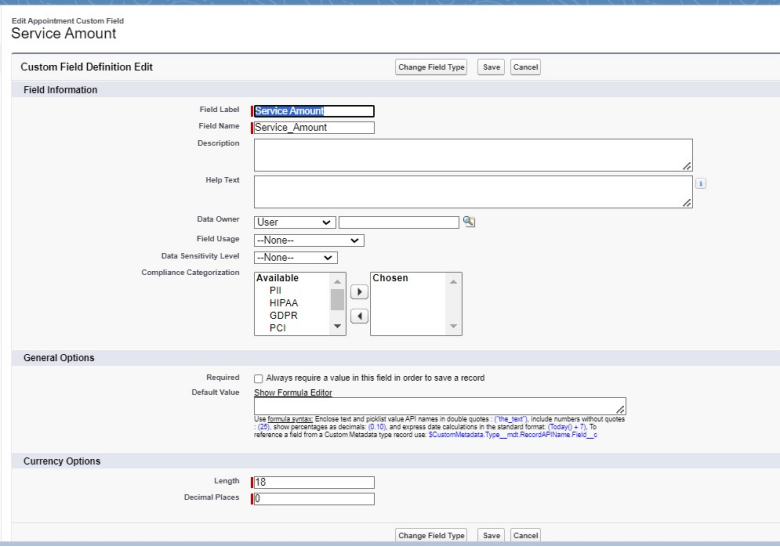 Edit Appointment Custom Field
Service Amount
Custom Field Definition Edit
Change Field Type Save Cancel
Field Information
Field Label Service Amount
Field Name Service_Amount
Description
Help Text
i
Data Owner User
Field Usage --None--
Data Sensitivity Level --None--
Compliance Categorization
Available Chosen
PII
HIPAA
GDPR
PCI
General Options
Required Always require a value in this field in order to save a record
Default Value Show Formula Editor
Use formula syntax: Enclose text and picklist value API names in double quotes : ("the_text"), include numbers without quotes
: (25), show percentages as decimals: (0.10), and express date calculations in the standard format: (Today() + 7), To
reference a field from a Custom Metadata type record use: $CustomMetadata.Type__mdt.RecordAPIName.Field__c
Currency Options
Length 18
Decimal Places 0
Change Field Type Save Cancel